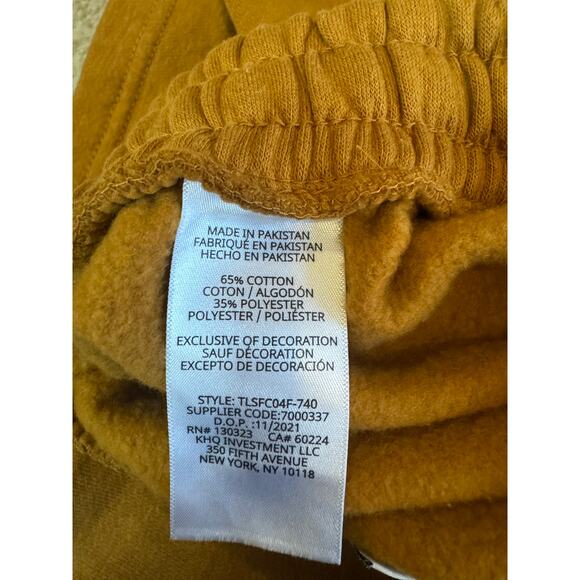 MADE IN PAKISTAN
FABRIQUÉ EN PAKISTAN
HECHO EN PAKISTAN
65% COTTON
COTON / ALGODÓN
35% POLYESTER
POLYESTER / POLIÉSTER
EXCLUSIVE OF DECORATION
SAUF DÉCORATION
EXCEPTO DE DECORACIÓN
STYLE: TLSFC04F-740
SUPPLIER CODE:7000337
D.O.P. :11/2021
RN# 130323 CA# 60224
KHQ INVESTMENT LLC
350 FIFTH AVENUE
NEW YORK, NY 10118